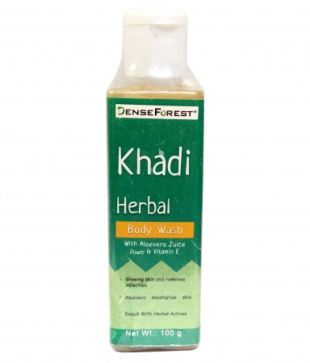 DENSEFOREST®
Khadi
Herbal
Body Wash
With Aloevera Juice
Power & Vitamin E
Glowing skin and removes
infection
Aloevera moisturize skin
Enrich With Herbal Actives
Net Wt.: 100 g